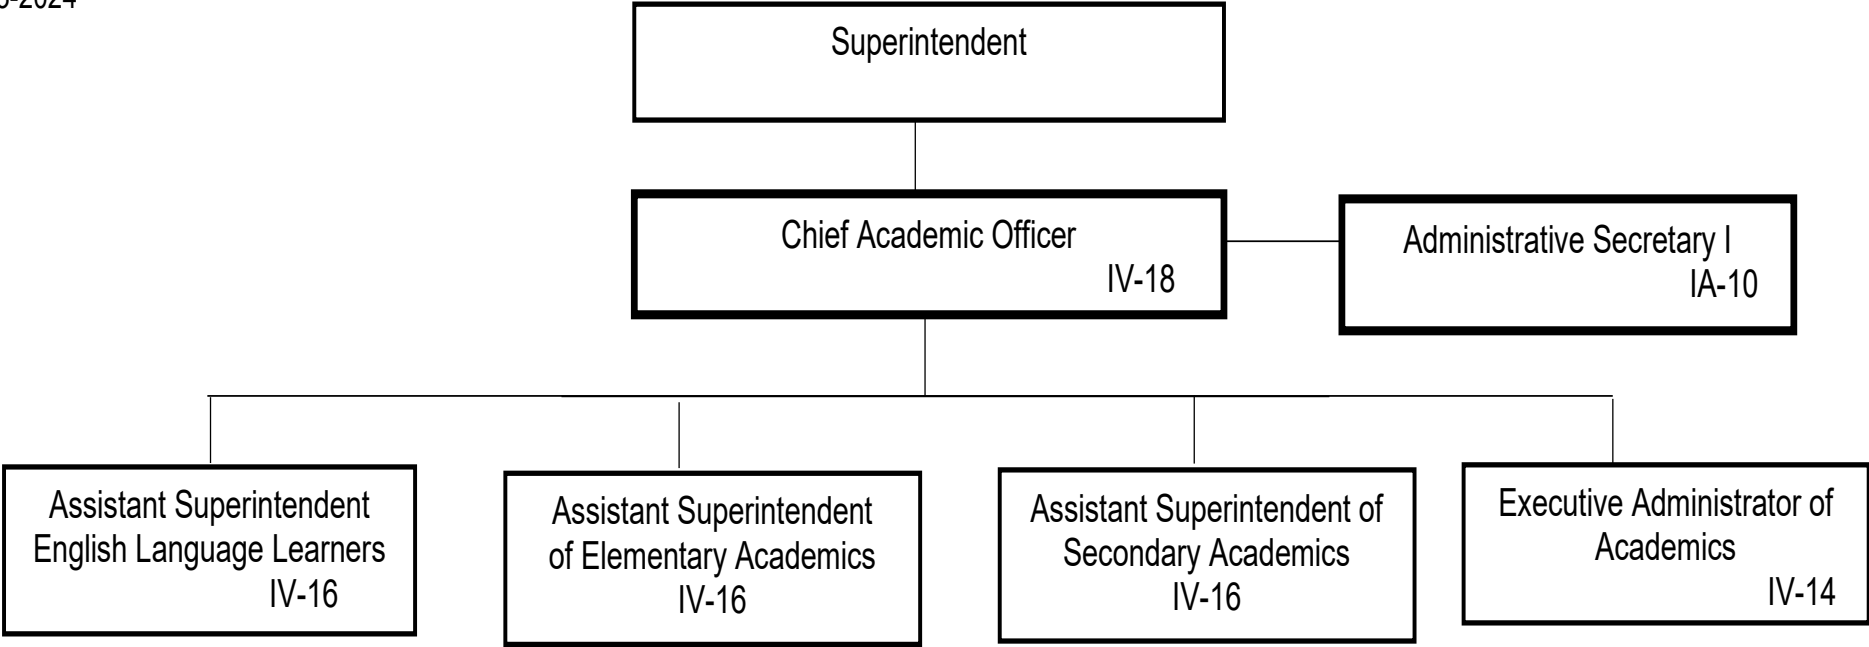 Superintendent
Chief Academic Officer
IV-18
Administrative Secretary I
IA-10
Assistant Superintendent
English Language Learners
IV-16
Assistant Superintendent
of Elementary Academics
IV-16
Assistant Superintendent of
Secondary Academics
IV-16
Executive Administrator of
Academics
IV-14